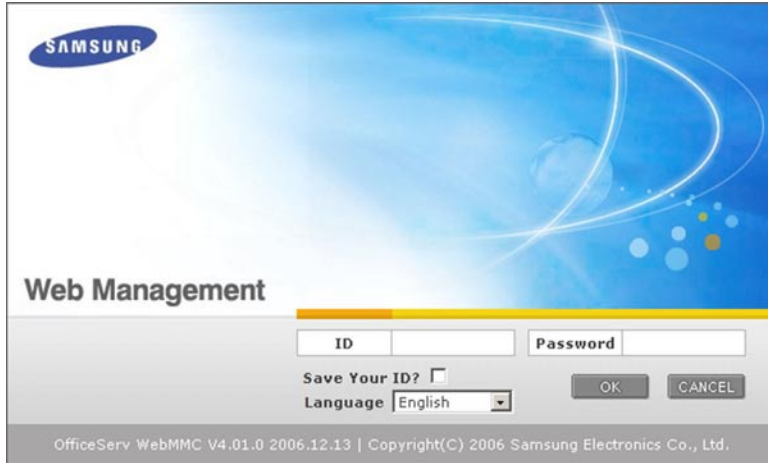 SAMSUNG
Web Management
ID
Password
Save Your ID?
OK
CANCEL
Language English
OfficeServ WebMMC V4.01.0 2006.12.13 | Copyright(C) 2006 Samsung Electronics Co., Ltd.